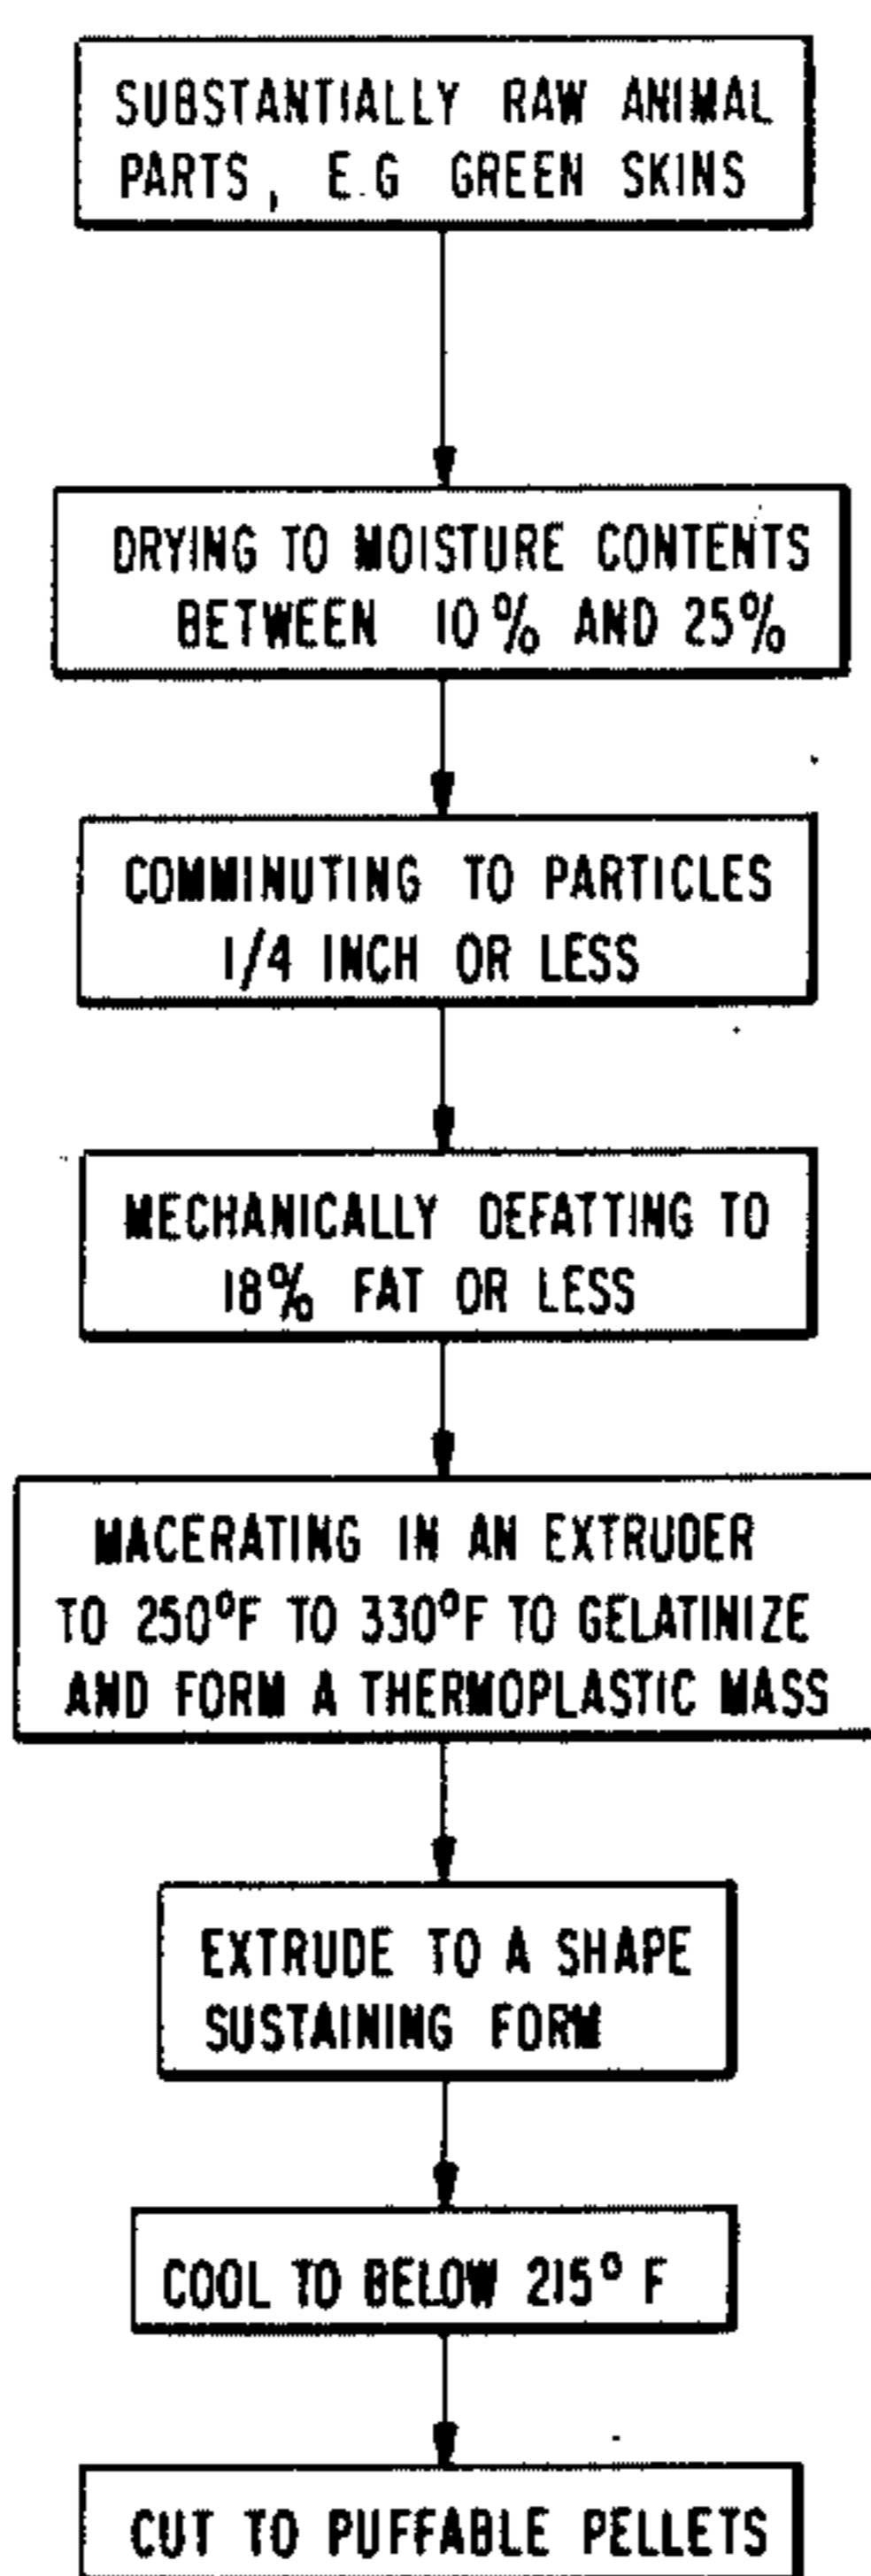 SUBSTANTIALLY RAW ANIMAL
PARTS, E.G GREEN SKINS
DRYING TO MOISTURE CONTENTS
BETWEEN 10% AND 25%
COMMINUTING TO PARTICLES
1/4 INCH OR LESS
MECHANICALLY DEFATTING TO
18% FAT OR LESS
MACERATING IN AN EXTRUDER
TO 250°F TO 330°F TO GELATINIZE
AND FORM A THERMOPLASTIC MASS
EXTRUDE TO A SHAPE
SUSTAINING FORM
COOL TO BELOW 215° F
CUT TO PUFFABLE PELLETS